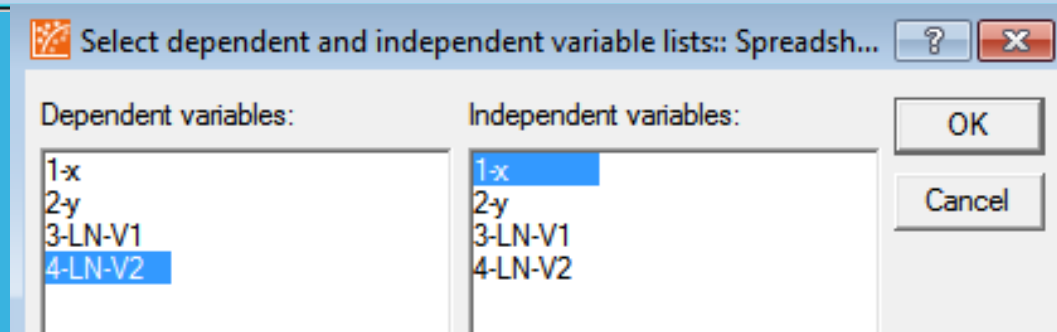 Select dependent and independent variable lists:: Spreadsh... ? X
Dependent variables: Independent variables: OK
1-x 1-x
2-y 2-y Cancel
3-LN-V1 3-LN-V1
4-LN-V2 4-LN-V2